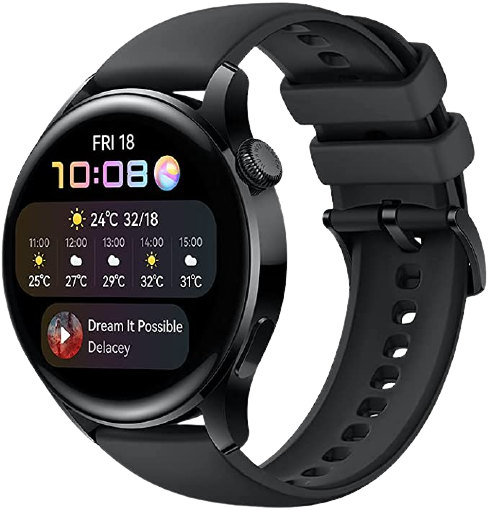 FRI 18
10:08
24°C 32/18
11:00 12:00 13:00 14:00 15:00
25°C 27°C 29°C 32°C 31°C
Dream It Possible
Delacey